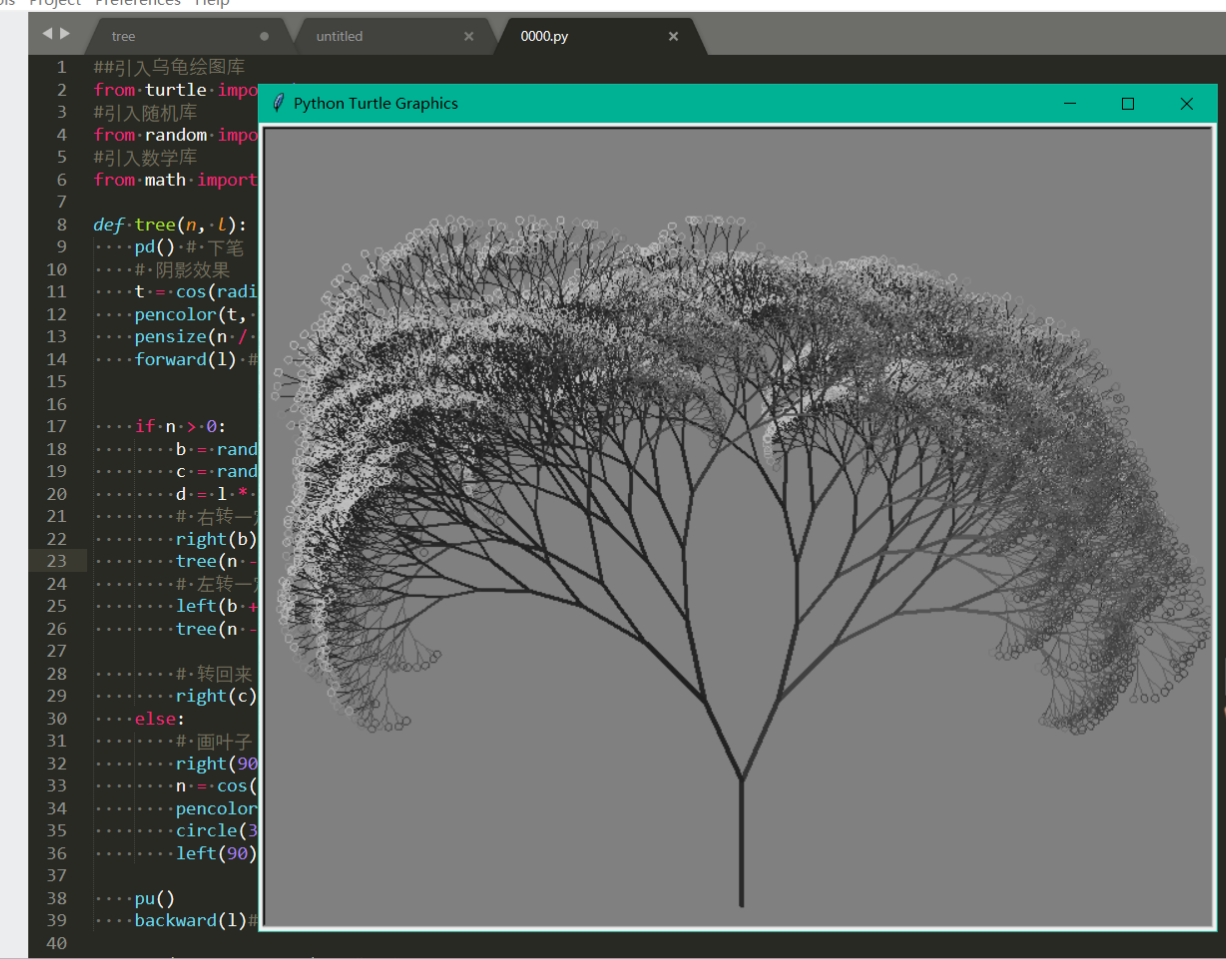 Project Preferences Help
tree
untitled
0000.py
Python Turtle Graphics
1 ##引入乌龟绘图库
2 from turtle impo
3 #引入随机库
4 from random impo
5 #引入数学库
6 from math import
7
8 def tree(n, l):
9 pd() # 下笔
10 # 阴影效果
11 t = cos(radi
12 pencolor(t,
13 pensize(n /
14 forward(l) #
15
16
17 if n > 0:
18 b = rand
19 c = rand
20 d = l *
21 # 右转一
22 right(b)
23 tree(n -
24 # 左转一
25 left(b +
26 tree(n -
27
28 # 转回来
29 right(c)
30 else:
31 # 画叶子
32 right(90
33 n = cos(
34 pencolor
35 circle(3
36 left(90)
37
38 pu()
39 backward(l)#
40